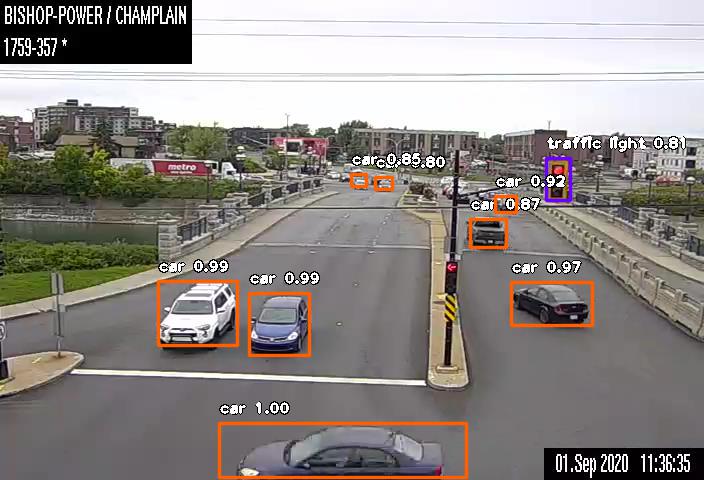 BISHOP-POWER / CHAMPLAIN
1759-357 *
traffic light 0.81
car 0.85
0.80
car 0.92
car 0.87
metro
car 0.99
car 0.99
car 0.97
car 1.00
01.Sep 2020 11:36:35